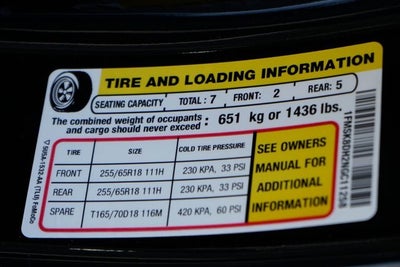 TIRE AND LOADING INFORMATION
SEATING CAPACITY TOTAL : 7 FRONT: 2 REAR: 5
The combined weight of occupants and cargo should never exceed : 651 kg or 1436 lbs.
TIRE SIZE COLD TIRE PRESSURE
FRONT 255/65R18 111H 230 KPA, 33 PSI
REAR 255/65R18 111H 230 KPA, 33 PSI
SPARE T165/70D18 116M 420 KPA, 60 PSI
SEE OWNERS
MANUAL FOR
ADDITIONAL
INFORMATION